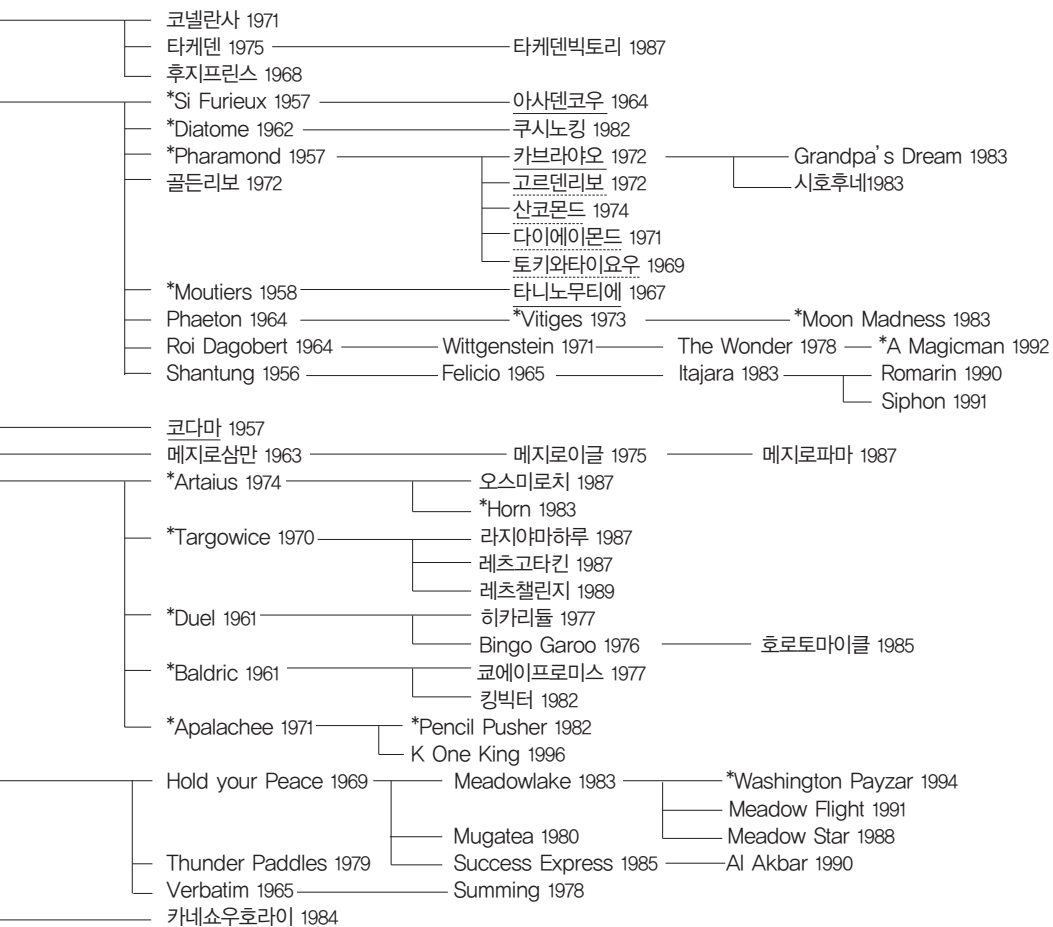 코넬란사 1971
타케덴 1975 타케덴빅토리 1987
후지프린스 1968
*Si Furieux 1957 아사덴코우 1964
*Diatome 1962 쿠시노킹 1982
*Pharamond 1957 카브라야오 1972 Grandpa's Dream 1983
골든리보 1972 고르덴리보 1972 시호후네1983
산코몬드 1974
다이에이몬드 1971
토키와타이요우 1969
*Moutiers 1958 타니노무티에 1967
Phaeton 1964 *Vitiges 1973 *Moon Madness 1983
Roi Dagobert 1964 Wittgenstein 1971 The Wonder 1978 *A Magicman 1992
Shantung 1956 Felicio 1965 Itajara 1983 Romarin 1990
Siphon 1991
코다마 1957
메지로삼만 1963 메지로이글 1975 메지로파마 1987
*Artaius 1974 오스미로치 1987
*Horn 1983
*Targowice 1970 라지야마하루 1987
레츠고타킨 1987
레츠챌린지 1989
*Duel 1961 히카리듈 1977
Bingo Garoo 1976 호로토마이클 1985
*Baldric 1961 쿄에이프로미스 1977
킹빅터 1982
*Apalachee 1971 *Pencil Pusher 1982
K One King 1996
Hold your Peace 1969 Meadowlake 1983 *Washington Payzar 1994
Meadow Flight 1991
Mugatea 1980 Meadow Star 1988
Thunder Paddles 1979 Success Express 1985 Al Akbar 1990
Verbatim 1965 Summing 1978
카네쇼우호라이 1984